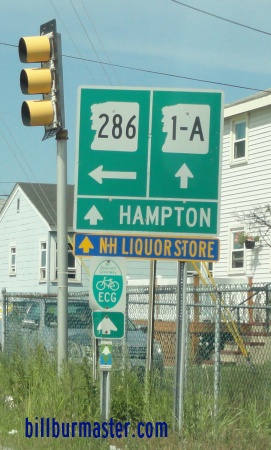 286 1-A
HAMPTON
NH LIQUOR STORE
ECG
billburmaster.com